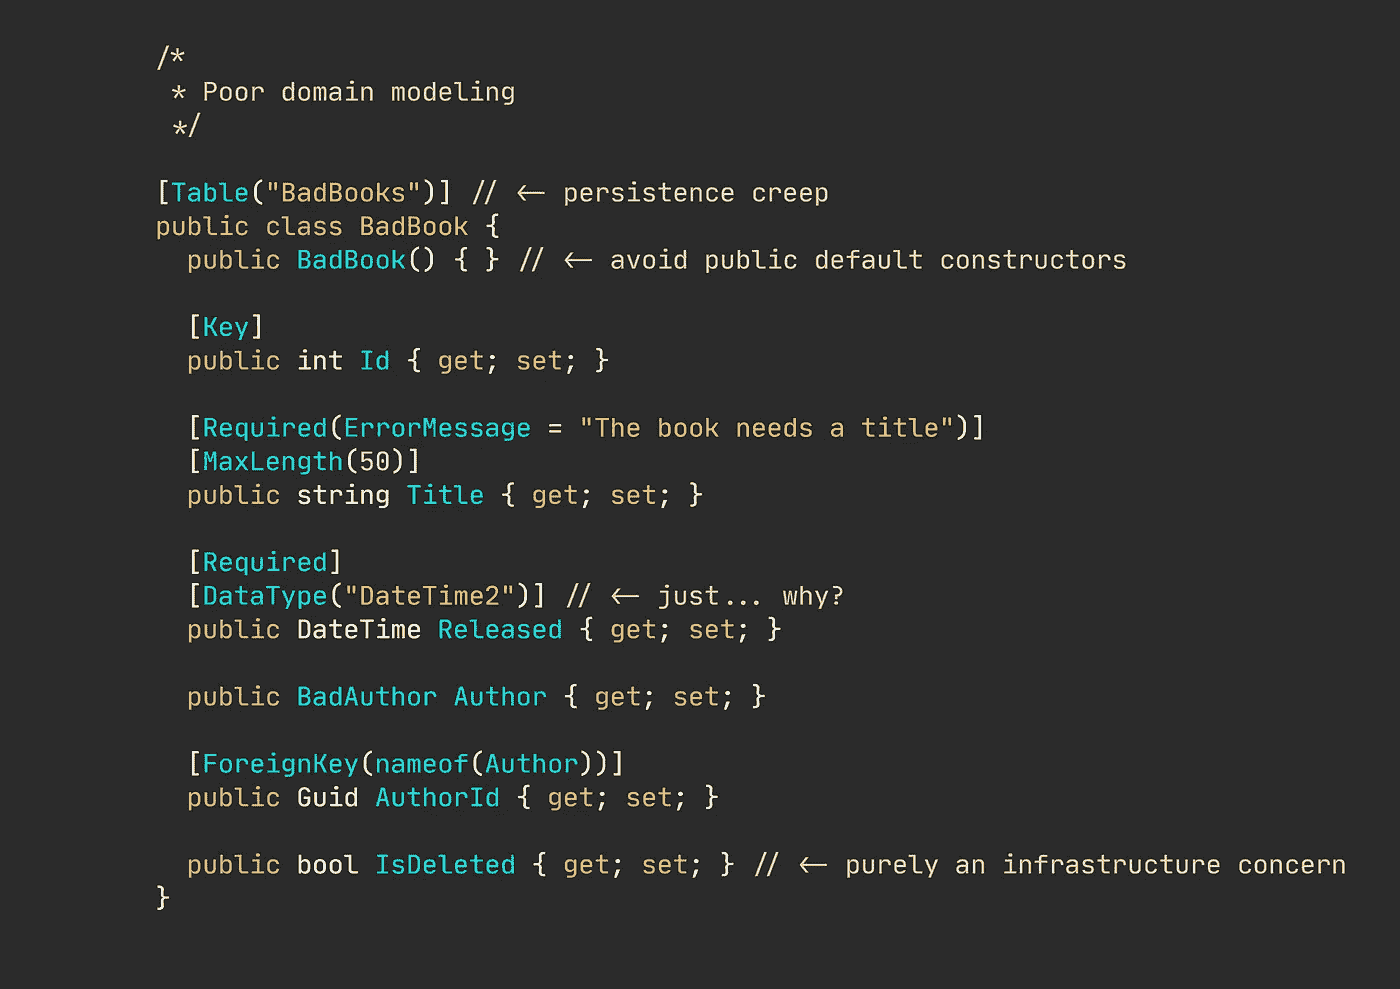 /*
 * Poor domain modeling
 */
[Table("BadBooks")] // <- persistence creep
public class BadBook {
  public BadBook() { } // <- avoid public default constructors
  [Key]
  public int Id { get; set; }
  [Required(ErrorMessage = "The book needs a title")]
  [MaxLength(50)]
  public string Title { get; set; }
  [Required]
  [DataType("DateTime2")] // <- just... why?
  public DateTime Released { get; set; }
  public BadAuthor Author { get; set; }
  [ForeignKey(nameof(Author))]
  public Guid AuthorId { get; set; }
  public bool IsDeleted { get; set; } // <- purely an infrastructure concern
}